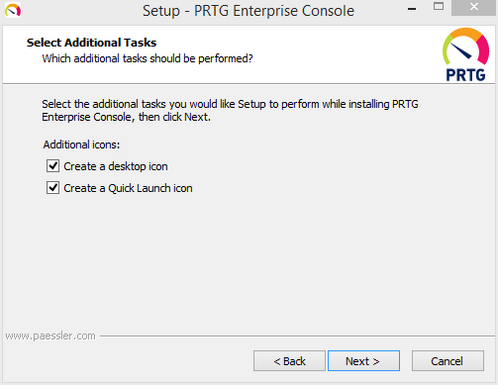 Setup - PRTG Enterprise Console
Select Additional Tasks
Which additional tasks should be performed?
PRTG
Select the additional tasks you would like Setup to perform while installing PRTG
Enterprise Console, then click Next.
Additional icons:
Create a desktop icon
Create a Quick Launch icon
www.paessler.com
< Back
Next >
Cancel